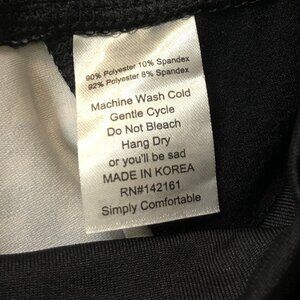 90% Polyester 10% Spandex
92% Polyester 8% Spandex
Machine Wash Cold
Gentle Cycle
Do Not Bleach
Hang Dry
or you'll be sad
MADE IN KOREA
RN#142161
Simply Comfortable